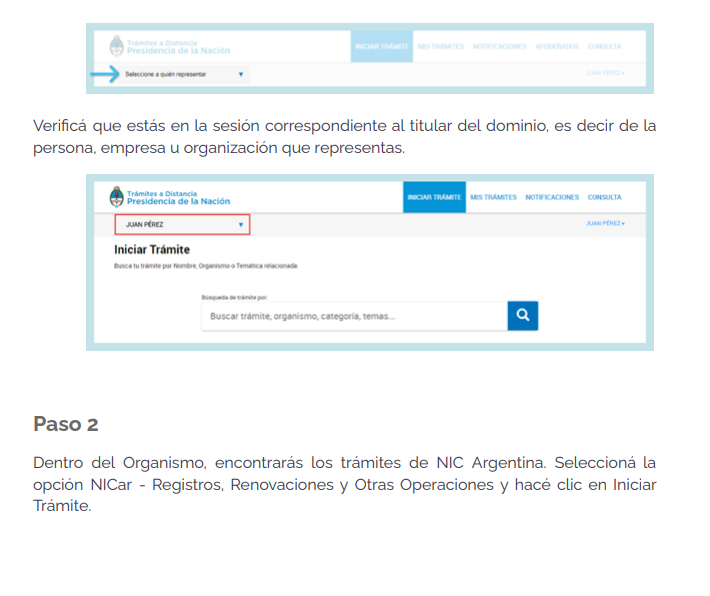 Trámites a Distancia
Presidencia de la Nación
INICIAR TRÁMITE MIS TRÁMITES NOTIFICACIONES APODERADOS CONSULTA
Seleccione a quién representar
JUAN PÉREZ
Verificá que estás en la sesión correspondiente al titular del dominio, es decir de la
persona, empresa u organización que representas.
Trámites a Distancia
Presidencia de la Nación
INICIAR TRÁMITE MIS TRÁMITES NOTIFICACIONES CONSULTA
JUAN PÉREZ
JUAN PÉREZ
Iniciar Trámite
Busca tu trámite por Nombre, Organismo o Temática relacionada
Búsqueda de trámite por:
Buscar trámite, organismo, categoría, temas...
Paso 2
Dentro del Organismo, encontrarás los trámites de NIC Argentina. Seleccioná la
opción NICar - Registros, Renovaciones y Otras Operaciones y hacé clic en Iniciar
Trámite.